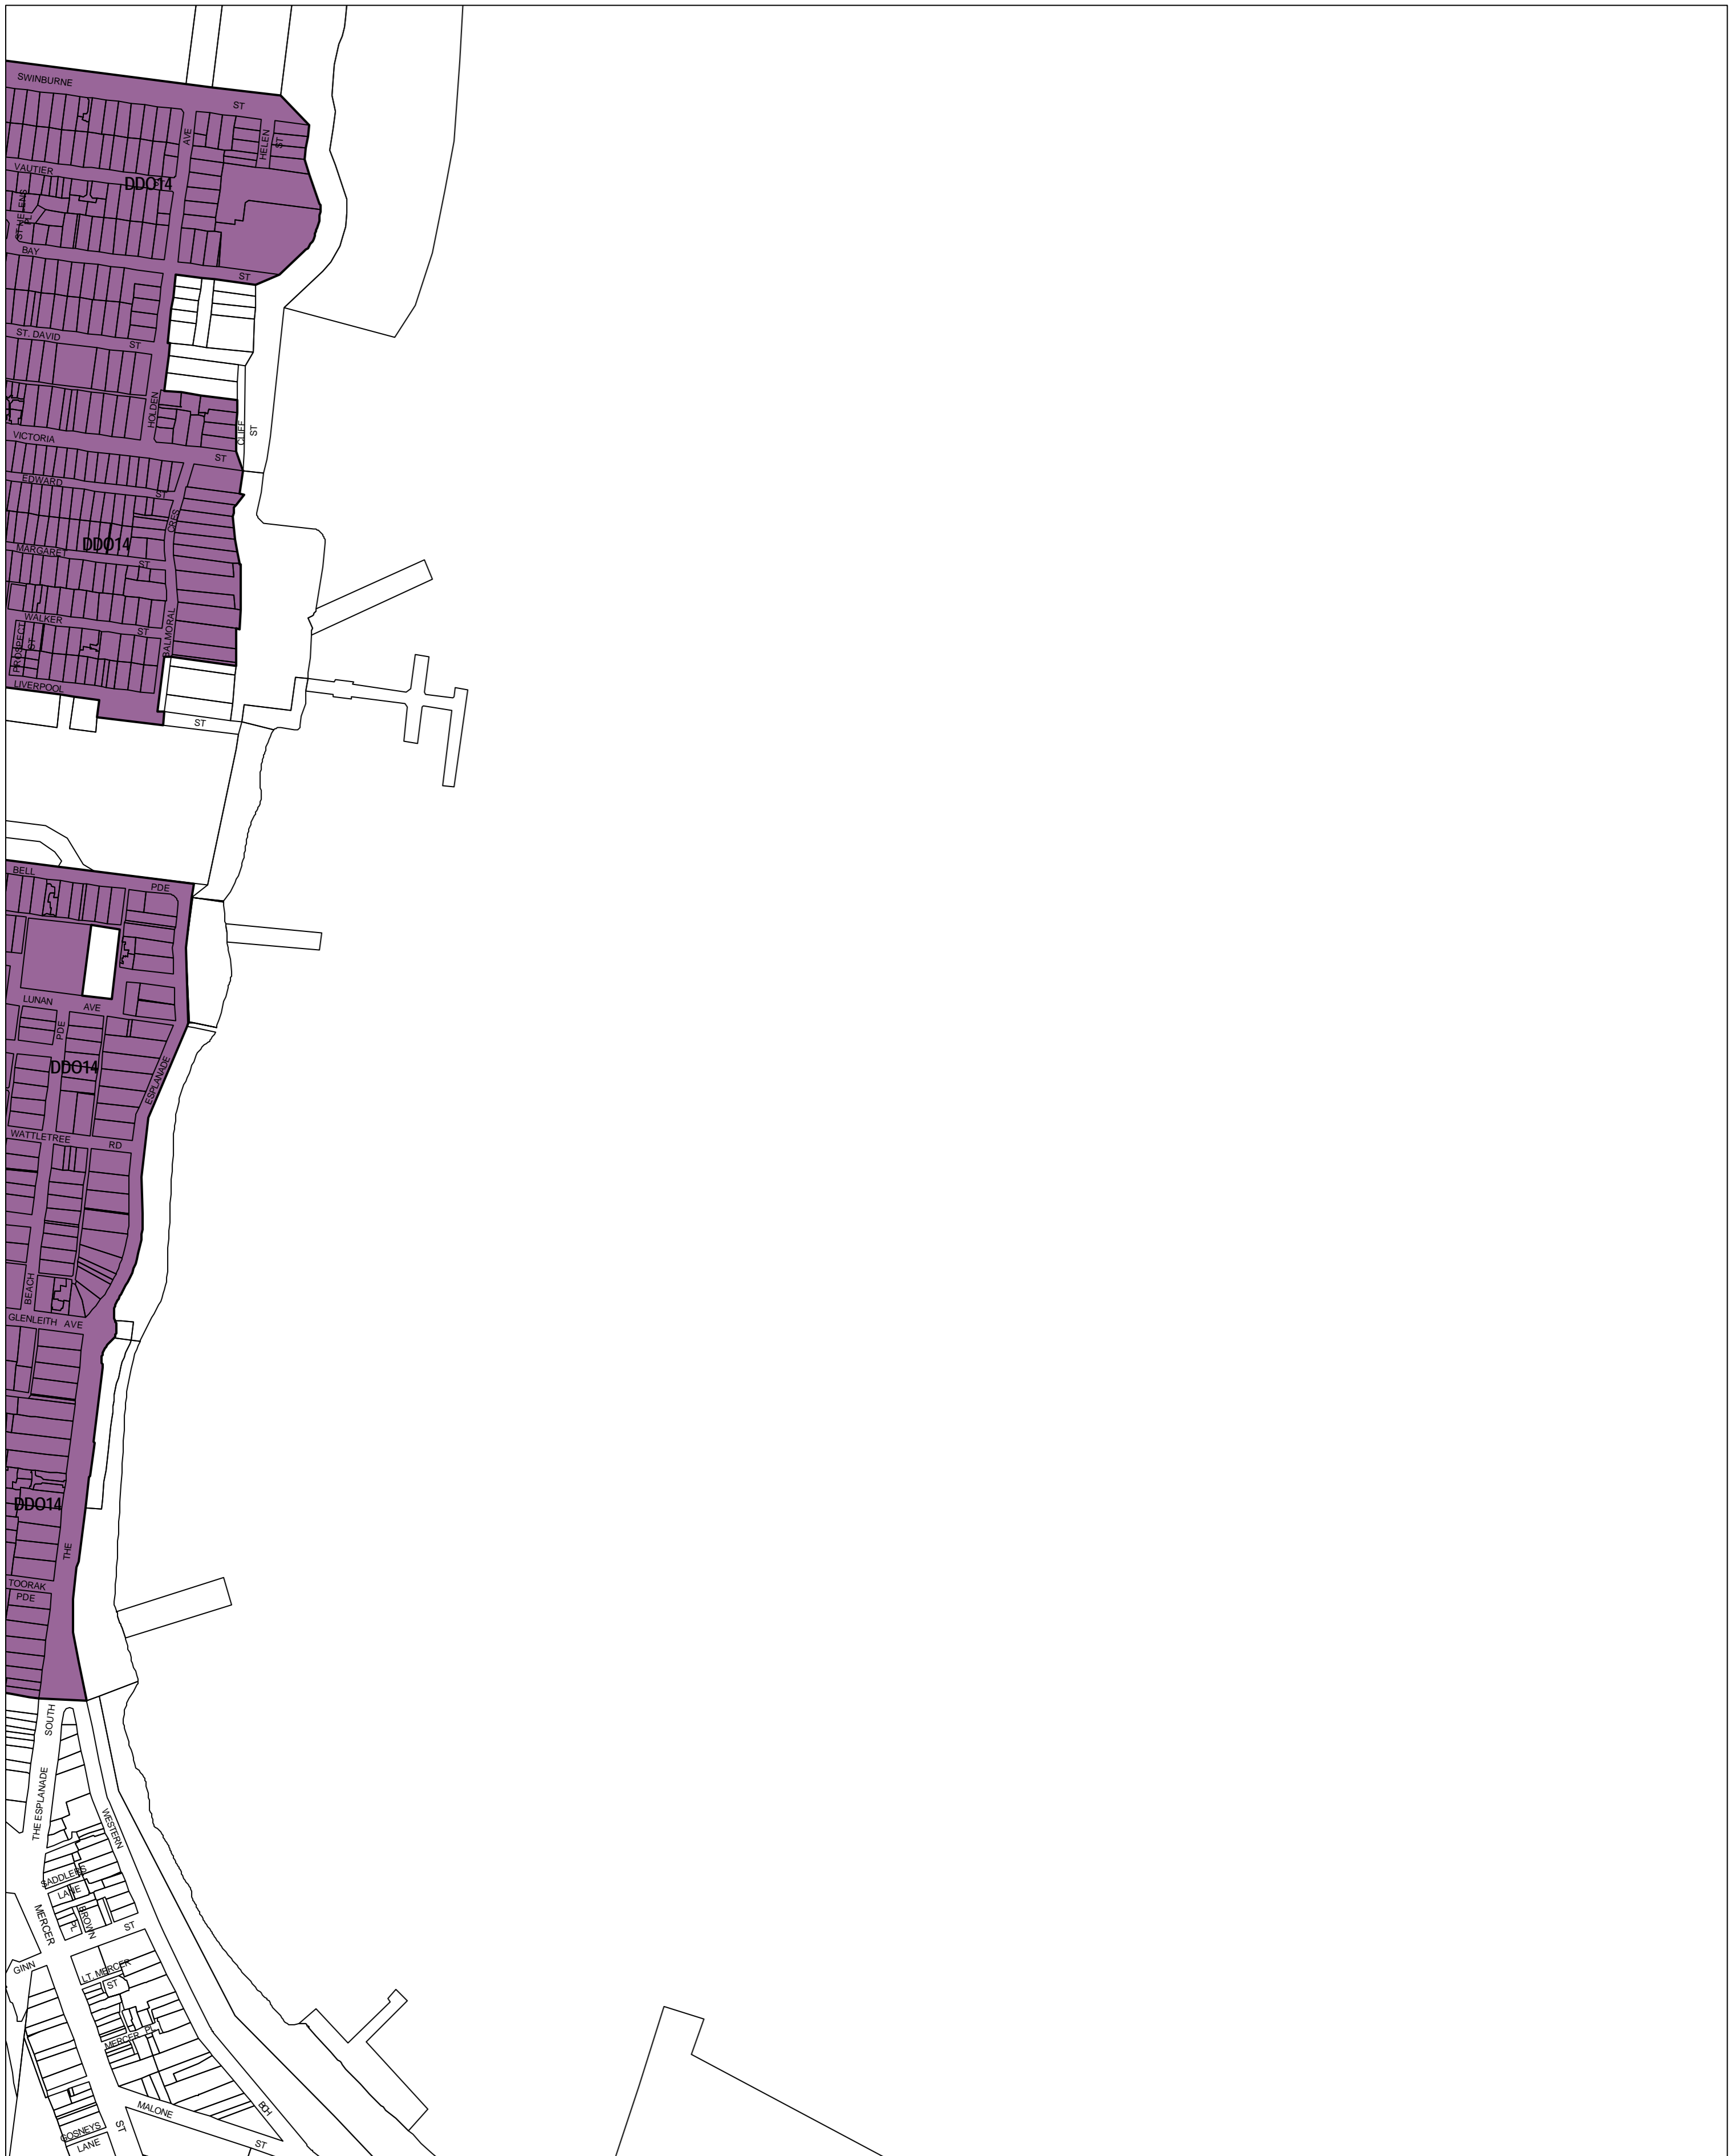 SWINBURNE
ST
AVE
HELEN
ST
VAUTIER
ST
DDO14
ST HELENS
PL
BAY
ST
ST. DAVID
ST
HOLDEN
CLIFF
ST
VICTORIA
ST
EDWARD
ST
CRES
DDO14
MARGARET
ST
WALKER
ST
BALMORAL
PROSPECT
ST
LIVERPOOL
ST
BELL
PDE
LUNAN
AVE
PDE
DDO14
ESPLANADE
WATTLETREE
RD
BEACH
GLENLEITH AVE
DDO14
THE
TOORAK
PDE
SOUTH
THE ESPLANADE
WESTERN
SADDLERS
LANE
BROWN
PL
MERCER
ST
GINN
LT. MERCER
ST
MERCER PL
BCH
MALONE
ST
ST
GOSNEYS
LANE